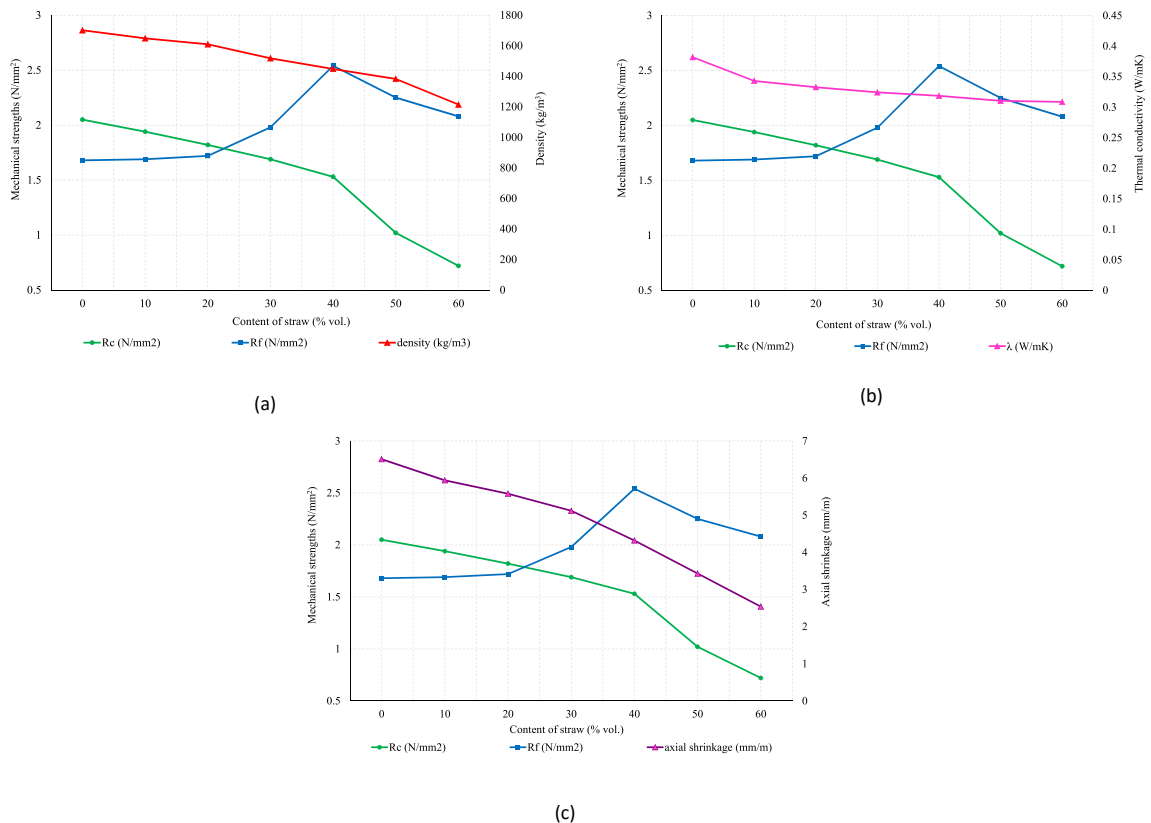 3
2.5
2
1.5
1
0.5
Mechanical strengths (N/mm²)
1800
1600
1400
1200
1000
800
600
400
200
0
Density (kg/m³)
0 10 20 30 40 50 60
Content of straw (% vol.)
Rc (N/mm2) Rf (N/mm2) density (kg/m3)
(a)
3
2.5
2
1.5
1
0.5
Mechanical strengths (N/mm²)
0.45
0.4
0.35
0.3
0.25
0.2
0.15
0.1
0.05
0
Thermal conductivity (W/mK)
0 10 20 30 40 50 60
Content of straw (% vol.)
Rc (N/mm2) Rf (N/mm2) λ (W/mK)
(b)
3
2.5
2
1.5
1
0.5
Mechanical strengths (N/mm²)
7
6
5
4
3
2
1
0
Axial shrinkage (mm/m)
0 10 20 30 40 50 60
Content of straw (% vol.)
Rc (N/mm2) Rf (N/mm2) axial shrinkage (mm/m)
(c)